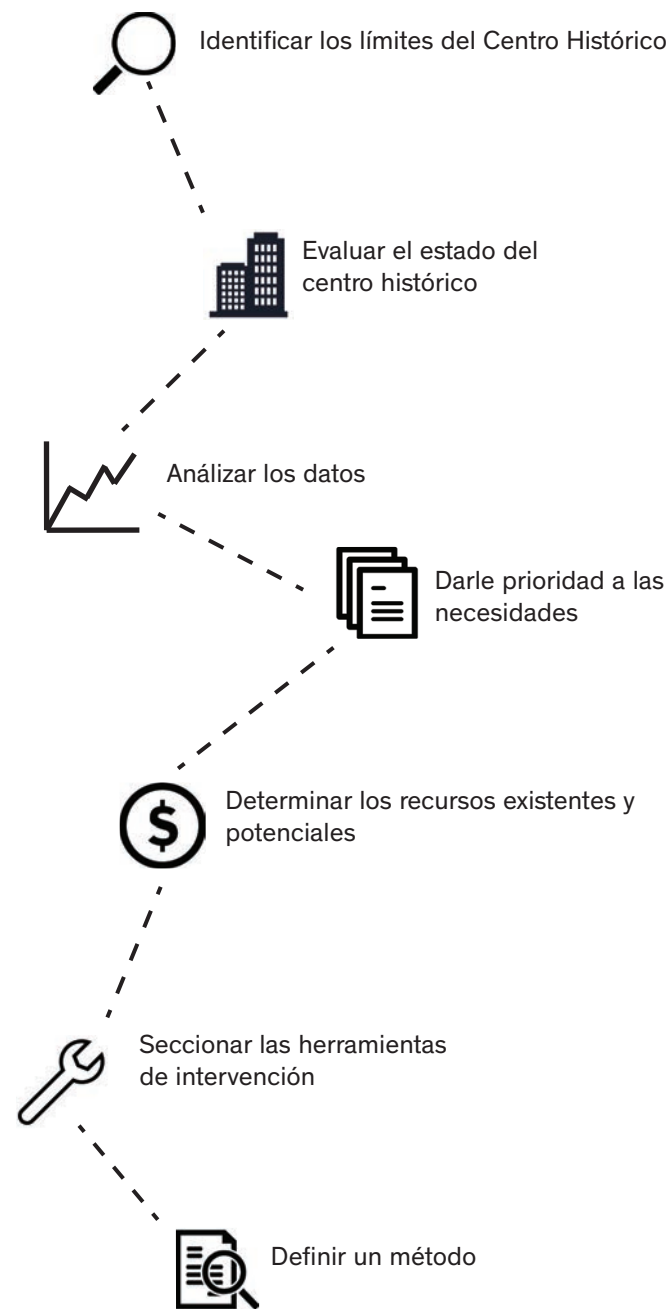 Identificar los límites del Centro Histórico
Evaluar el estado del
centro histórico
Análizar los datos
Darle prioridad a las
necesidades
$
Determinar los recursos existentes y
potenciales
Seccionar las herramientas
de intervención
Definir un método